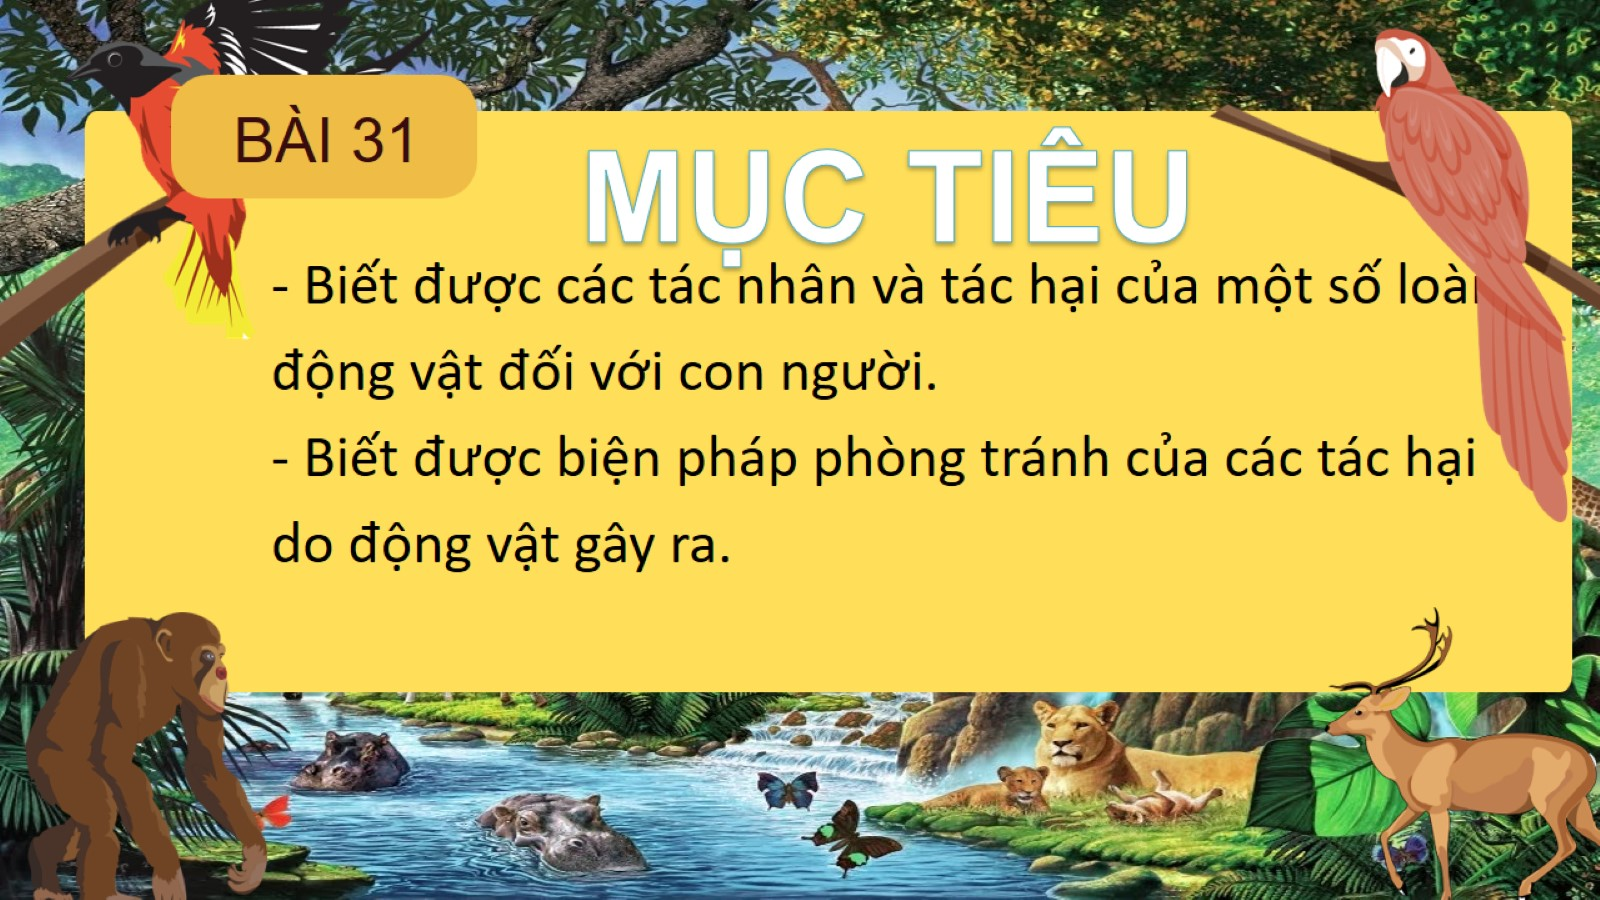 BÀI 31
MỤC TIÊU
- Biết được các tác nhân và tác hại của một số loài
động vật đối với con người.
- Biết được biện pháp phòng tránh của các tác hại
do động vật gây ra.